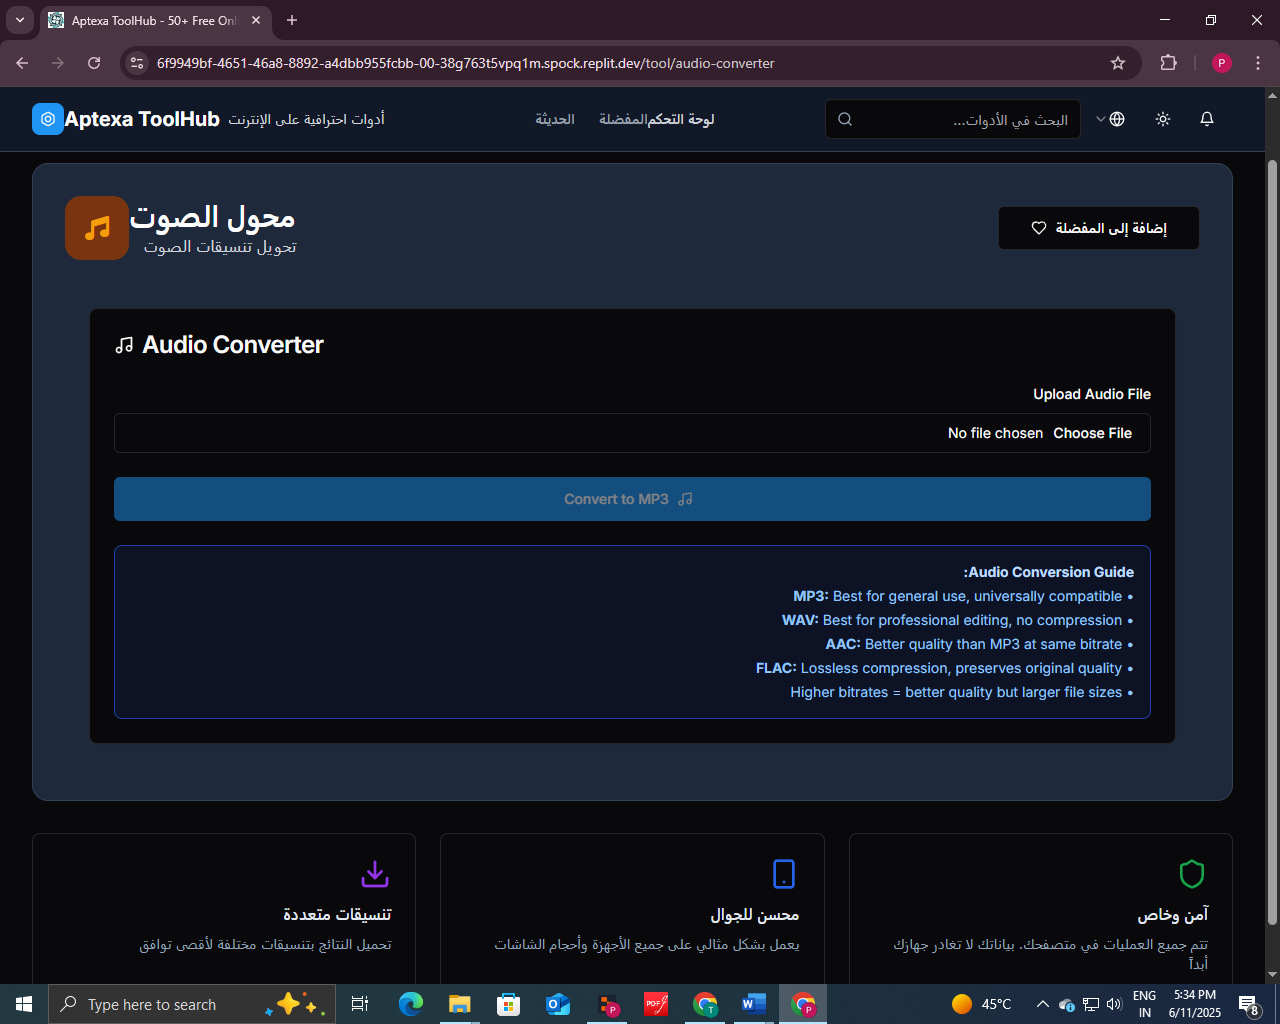 Aptexa ToolHub - 50+ Free Onl
6f9949bf-4651-46a8-8892-a4dbb955fcbb-00-38g763t5vpq1m.spock.replit.dev/tool/audio-converter
P
Aptexa ToolHub
أدوات احترافية على الإنترنت
الحديثة
المفضلة
لوحة التحكم
البحث في الأدوات...
محول الصوت
تحويل تنسيقات الصوت
إضافة إلى المفضلة
Audio Converter
Upload Audio File
No file chosen Choose File
Convert to MP3
:Audio Conversion Guide
MP3: Best for general use, universally compatible •
WAV: Best for professional editing, no compression •
AAC: Better quality than MP3 at same bitrate •
FLAC: Lossless compression, preserves original quality •
Higher bitrates = better quality but larger file sizes •
تنسيقات متعددة
تحميل النتائج بتنسيقات مختلفة لأقصى توافق
محسن للجوال
يعمل بشكل مثالي على جميع الأجهزة وأحجام الشاشات
آمن وخاص
تتم جميع العمليات في متصفحك. بياناتك لا تغادر جهازك
أبداً
Type here to search
P
PDF
T
W
P
45°C
ENG
IN
5:34 PM
6/11/2025
8